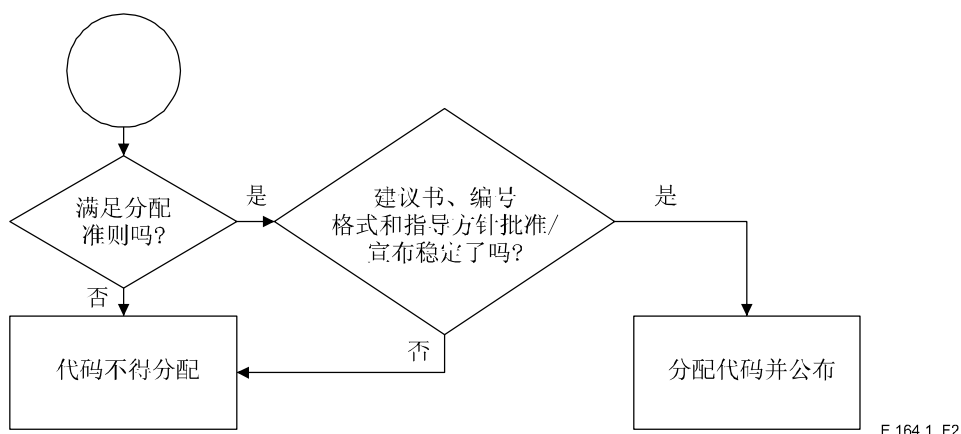 满足分配
准则吗?
是
建议书、编号
格式和指导方针批准/
宣布稳定了吗?
是
否
否
代码不得分配
分配代码并公布
E.164.1_F2